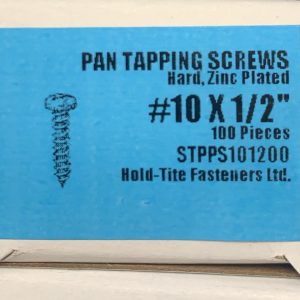 PAN TAPPING SCREWS
Hard, Zinc Plated
#10 X 1/2"
100 Pieces
STPPS101200
Hold-Tite Fasteners Ltd.